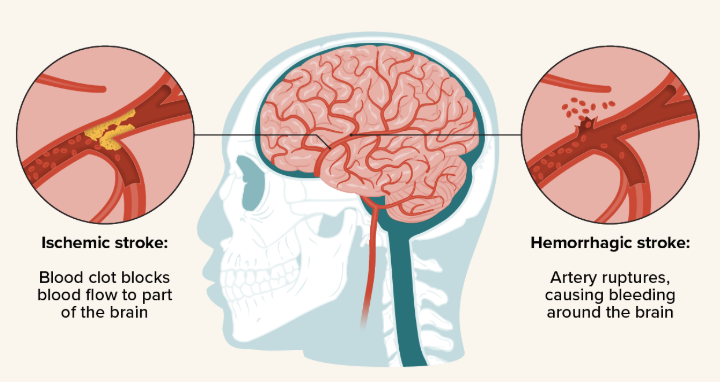 Ischemic stroke:
Blood clot blocks
blood flow to part
of the brain
Hemorrhagic stroke:
Artery ruptures,
causing bleeding
around the brain